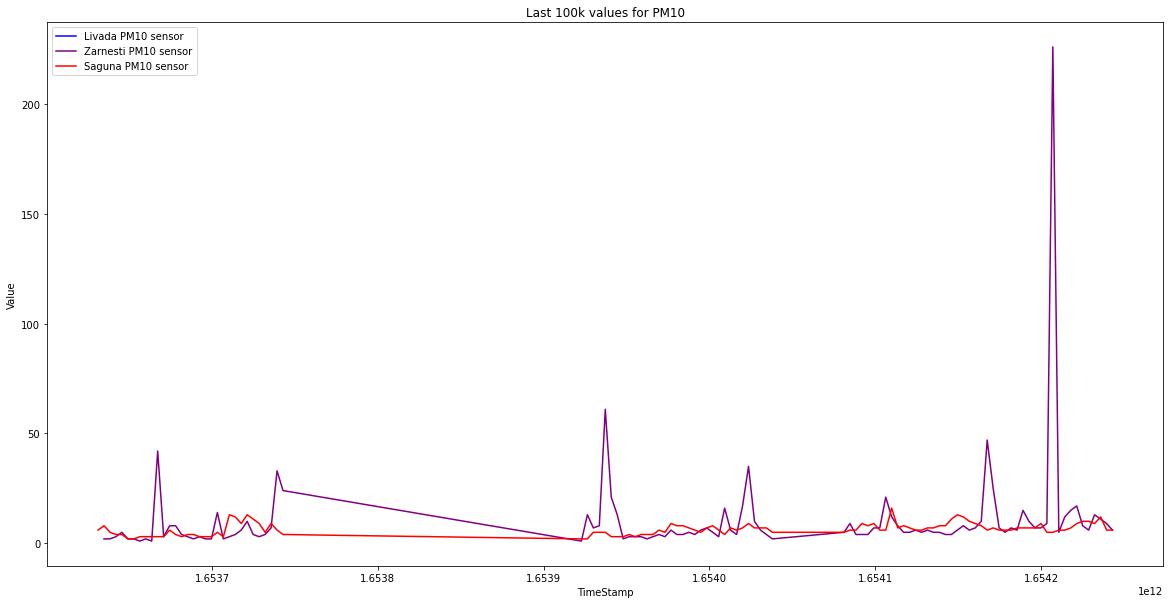 Last 100k values for PM10
Livada PM10 sensor
Zarnesti PM10 sensor
Saguna PM10 sensor
200
150
100
50
0
Value
1.6537 1.6538 1.6539 1.6540 1.6541 1.6542
TimeStamp
1e12